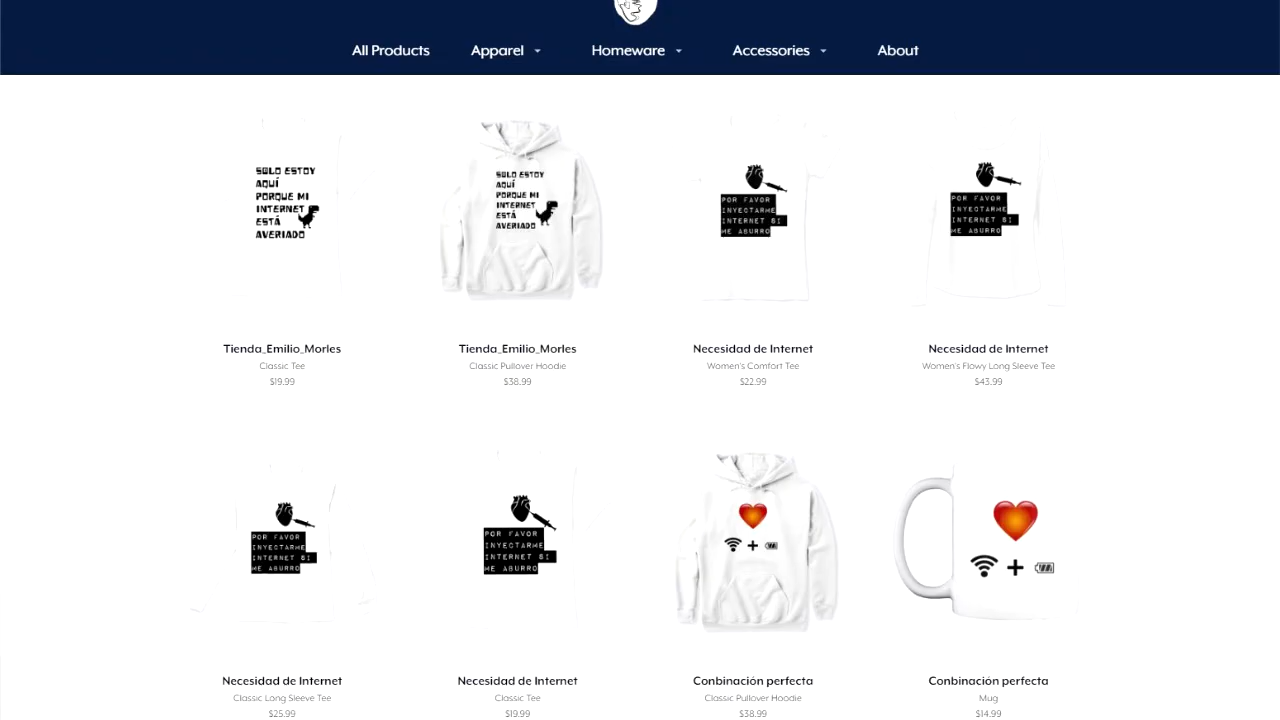 All Products Apparel Homeware Accessories About
SOLO ESTOY
AQUÍ
PORQUE MI
INTERNET
ESTÁ
AVERIADO
SOLO ESTOY
AQUÍ
PORQUE MI
INTERNET
ESTÁ
AVERIADO
POR FAVOR
INYECTARME
INTERNET SI
ME ABURRO
POR FAVOR
INYECTARME
INTERNET SI
ME ABURRO
Tienda_Emilio_Morles
Classic Tee
$19.99
Tienda_Emilio_Morles
Classic Pullover Hoodie
$38.99
Necesidad de Internet
Women's Comfort Tee
$22.99
Necesidad de Internet
Women's Flowy Long Sleeve Tee
$43.99
POR FAVOR
INYECTARME
INTERNET SI
ME ABURRO
POR FAVOR
INYECTARME
INTERNET SI
ME ABURRO
Necesidad de Internet
Classic Long Sleeve Tee
$25.99
Necesidad de Internet
Classic Tee
$19.99
Conbinación perfecta
Classic Pullover Hoodie
$38.99
Conbinación perfecta
Mug
$14.99